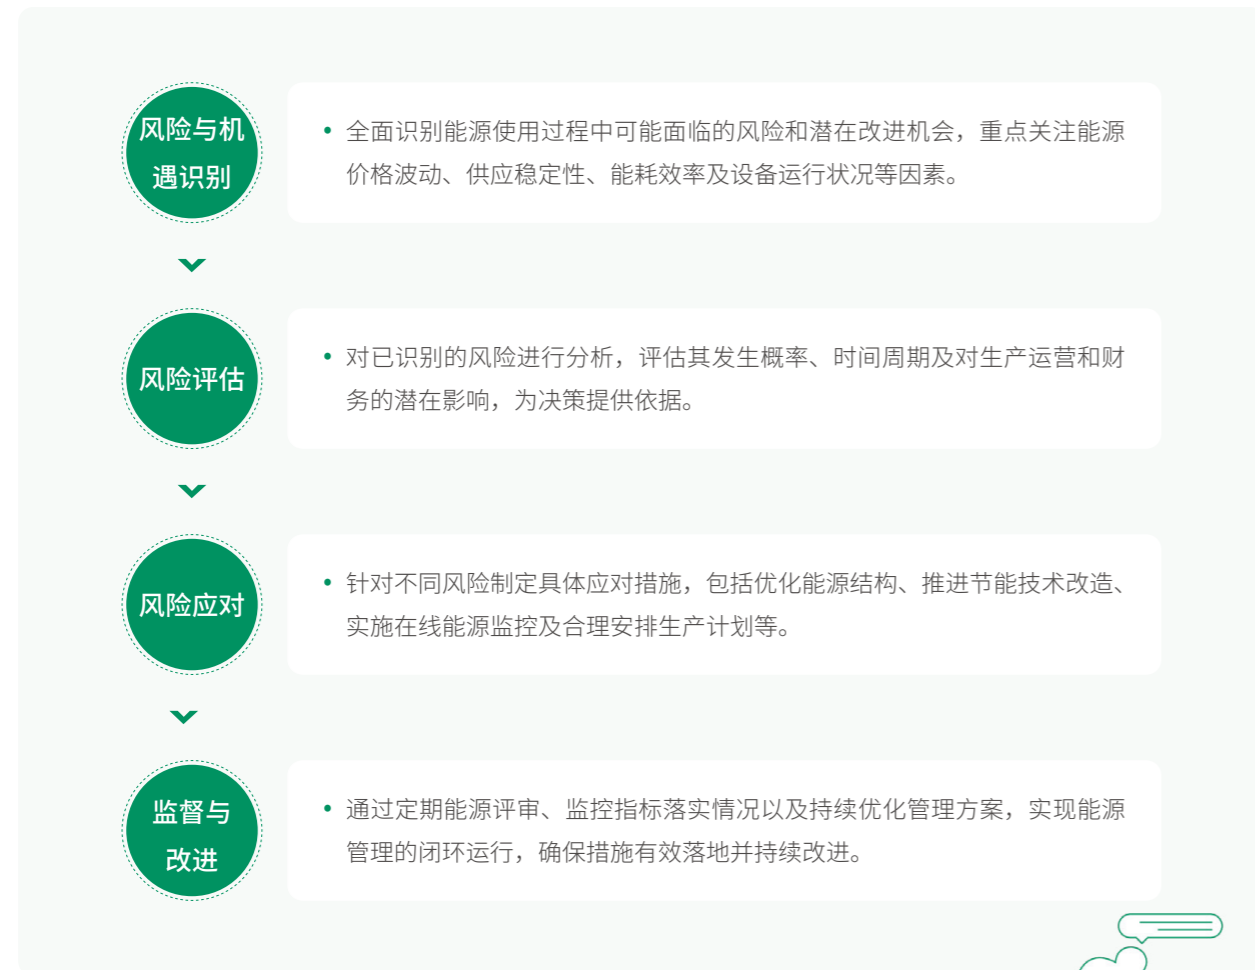 风险与机
遇识别
• 全面识别能源使用过程中可能面临的风险和潜在改进机会，重点关注能源
价格波动、供应稳定性、能耗效率及设备运行状况等因素。
风险评估
• 对已识别的风险进行分析，评估其发生概率、时间周期及对生产运营和财
务的潜在影响，为决策提供依据。
风险应对
• 针对不同风险制定具体应对措施，包括优化能源结构、推进节能技术改造、
实施在线能源监控及合理安排生产计划等。
监督与
改进
• 通过定期能源评审、监控指标落实情况以及持续优化管理方案，实现能源
管理的闭环运行，确保措施有效落地并持续改进。